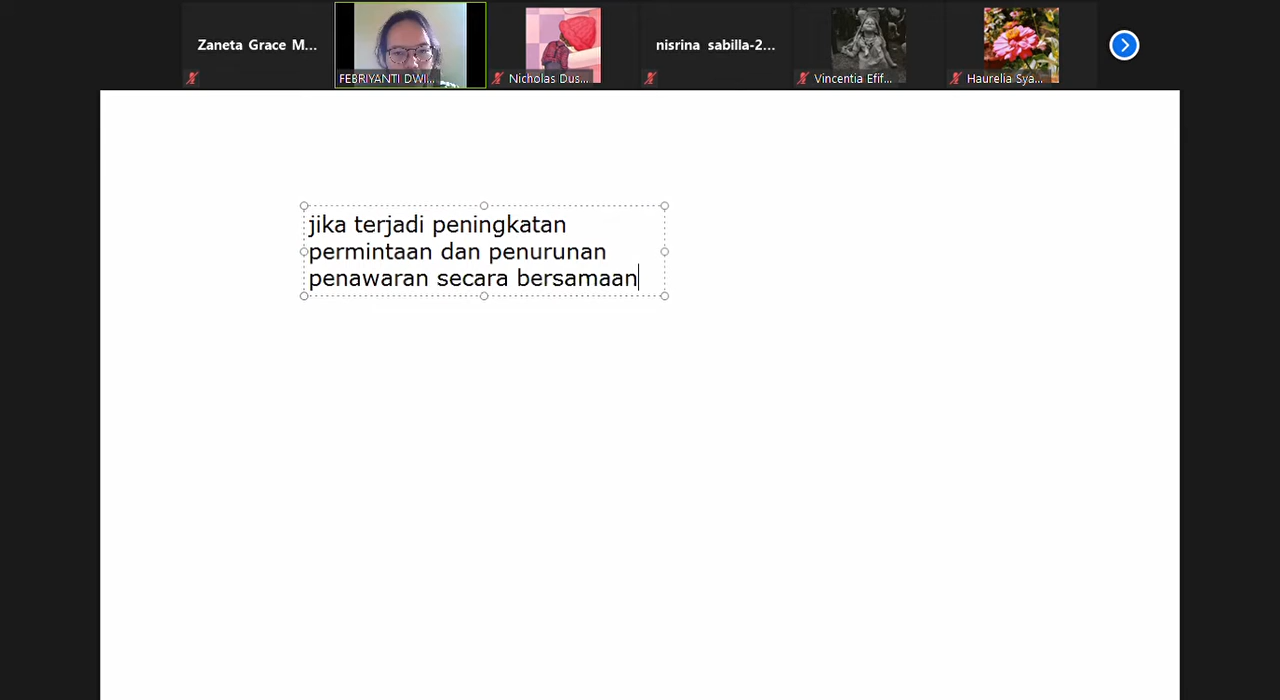 Zaneta Grace M...
FEBRIYANTI DWI...
Nicholas Dus...
nisrina sabilla-2...
Vincentia Efif...
Haurelia Sya...
jika terjadi peningkatan
permintaan dan penurunan
penawaran secara bersamaan